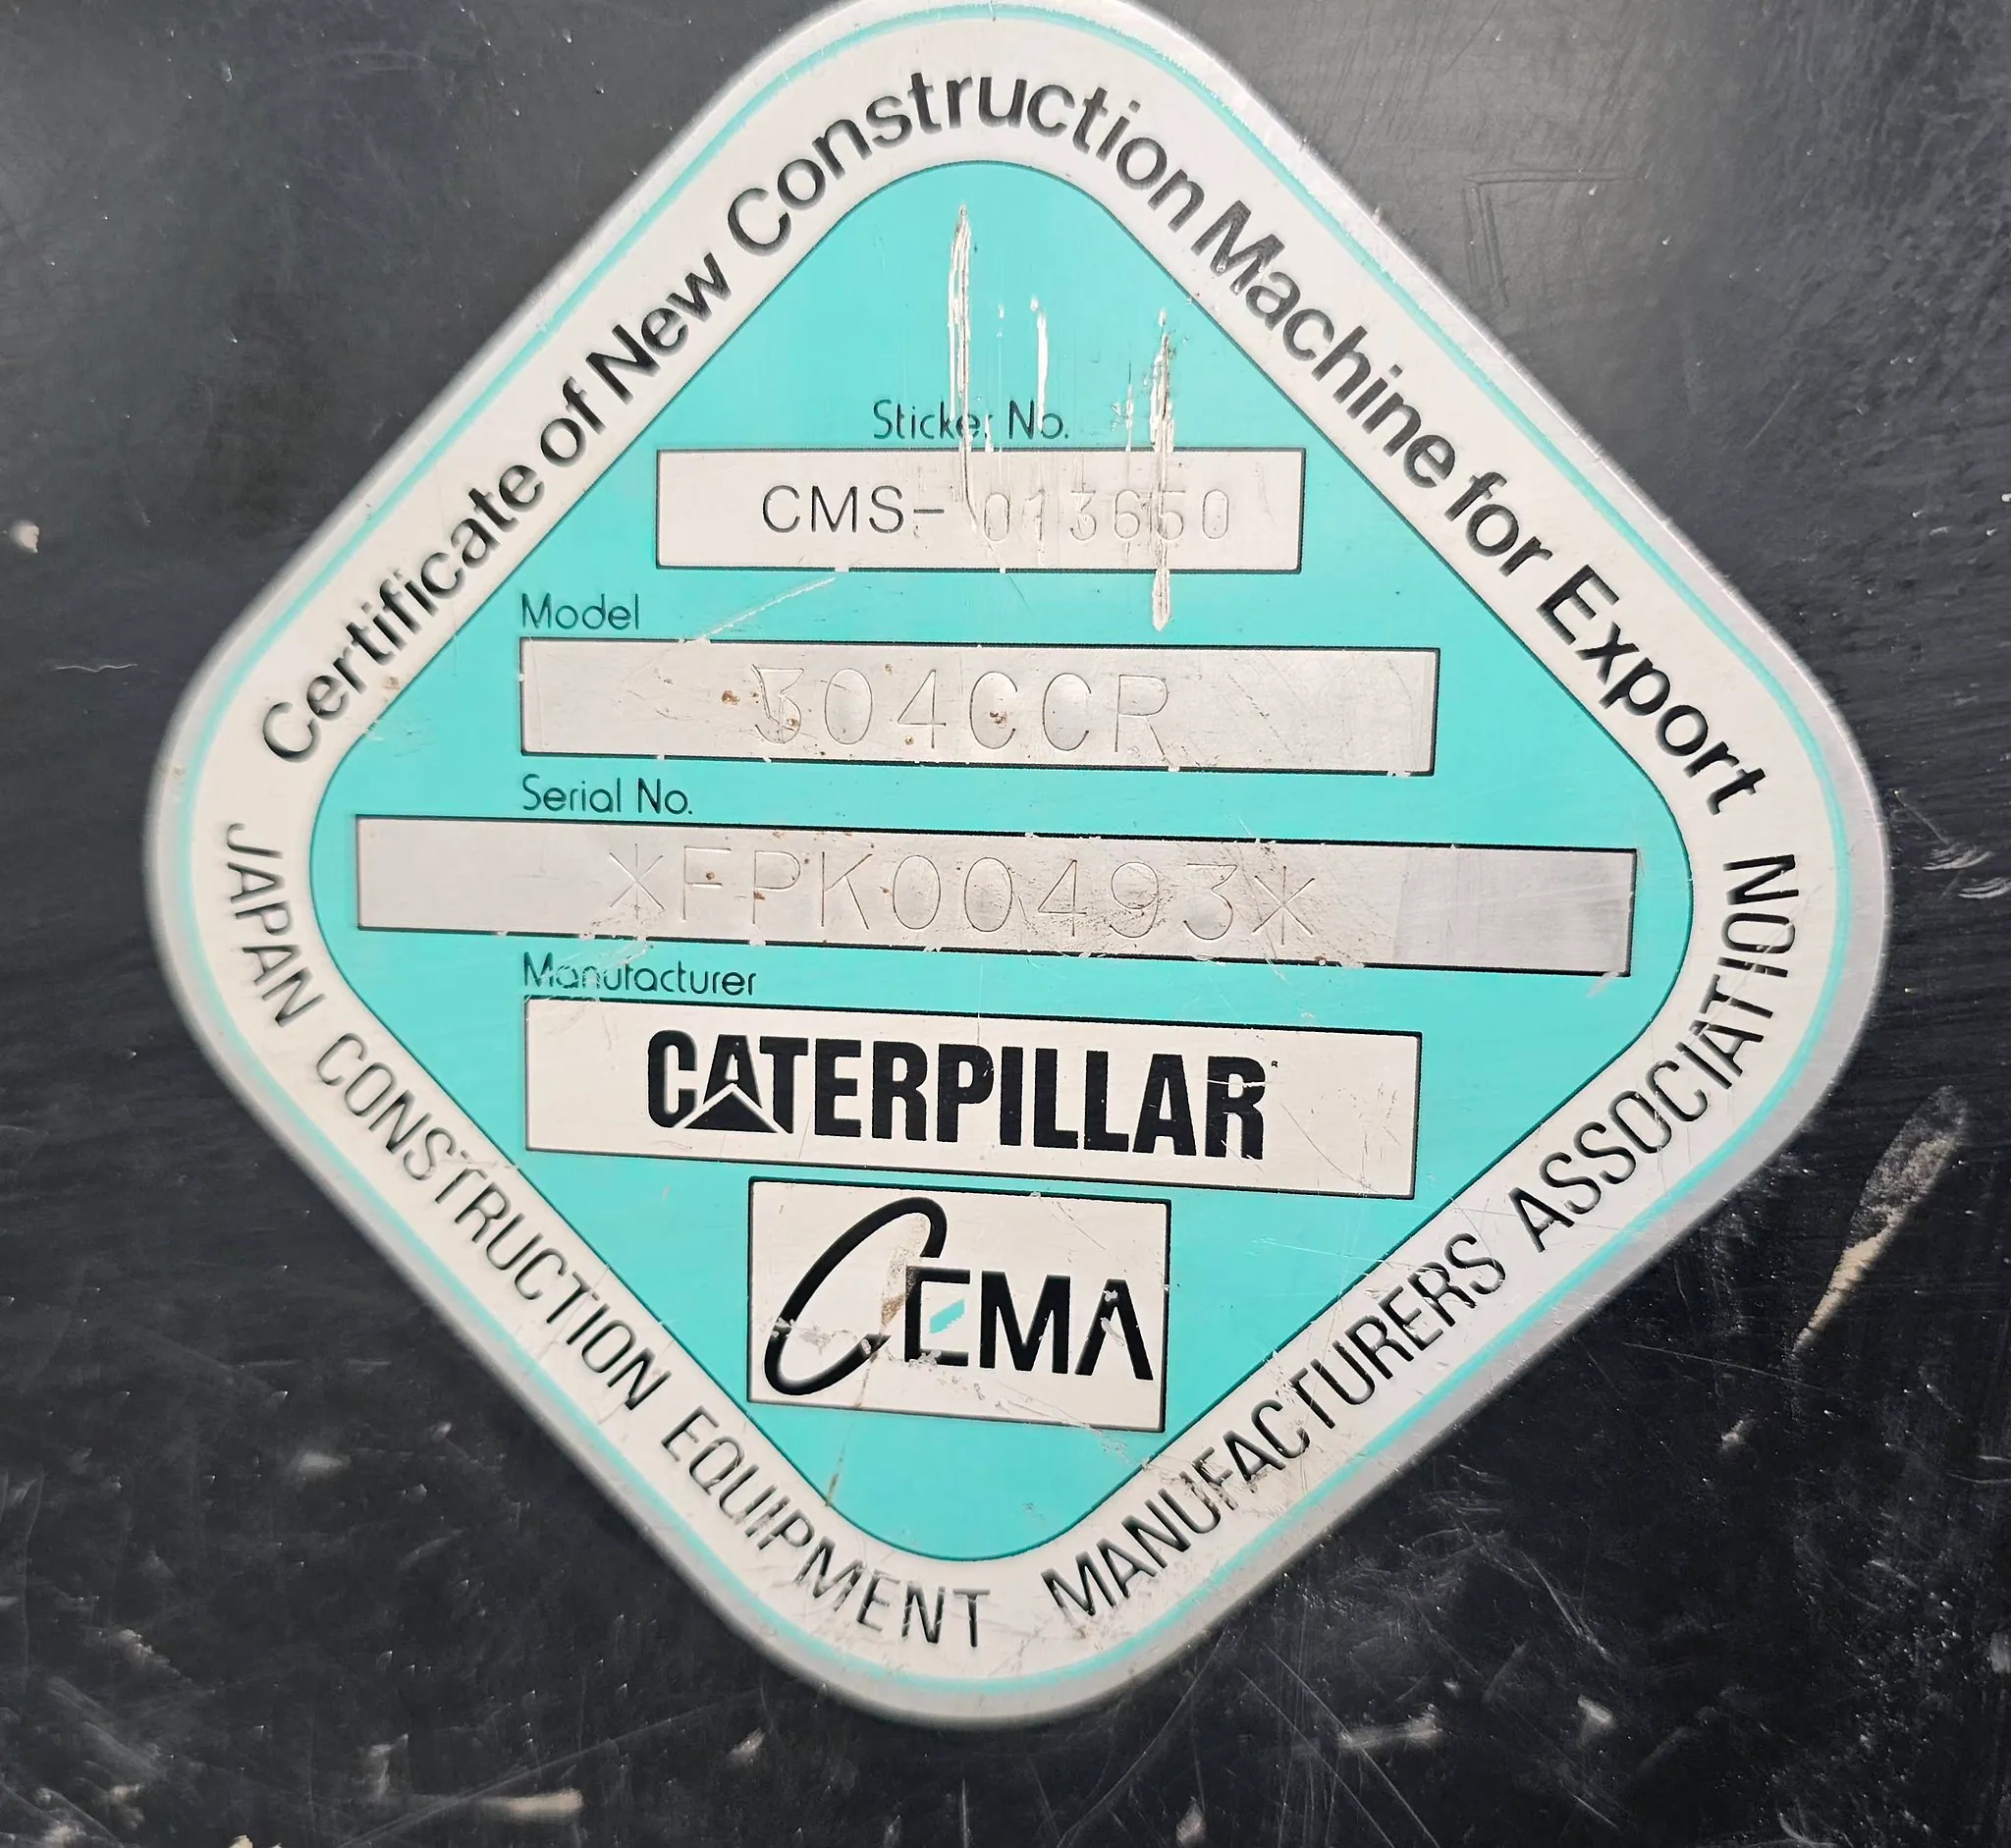 Certificate of New Construction Machine for Export
Sticker No.
CMS- 013650
Model
304CCR
Serial No.
*FPK00493*
Manufacturer
CATERPILLAR
CEMA
JAPAN CONSTRUCTION EQUIPMENT MANUFACTURERS ASSOCIATION